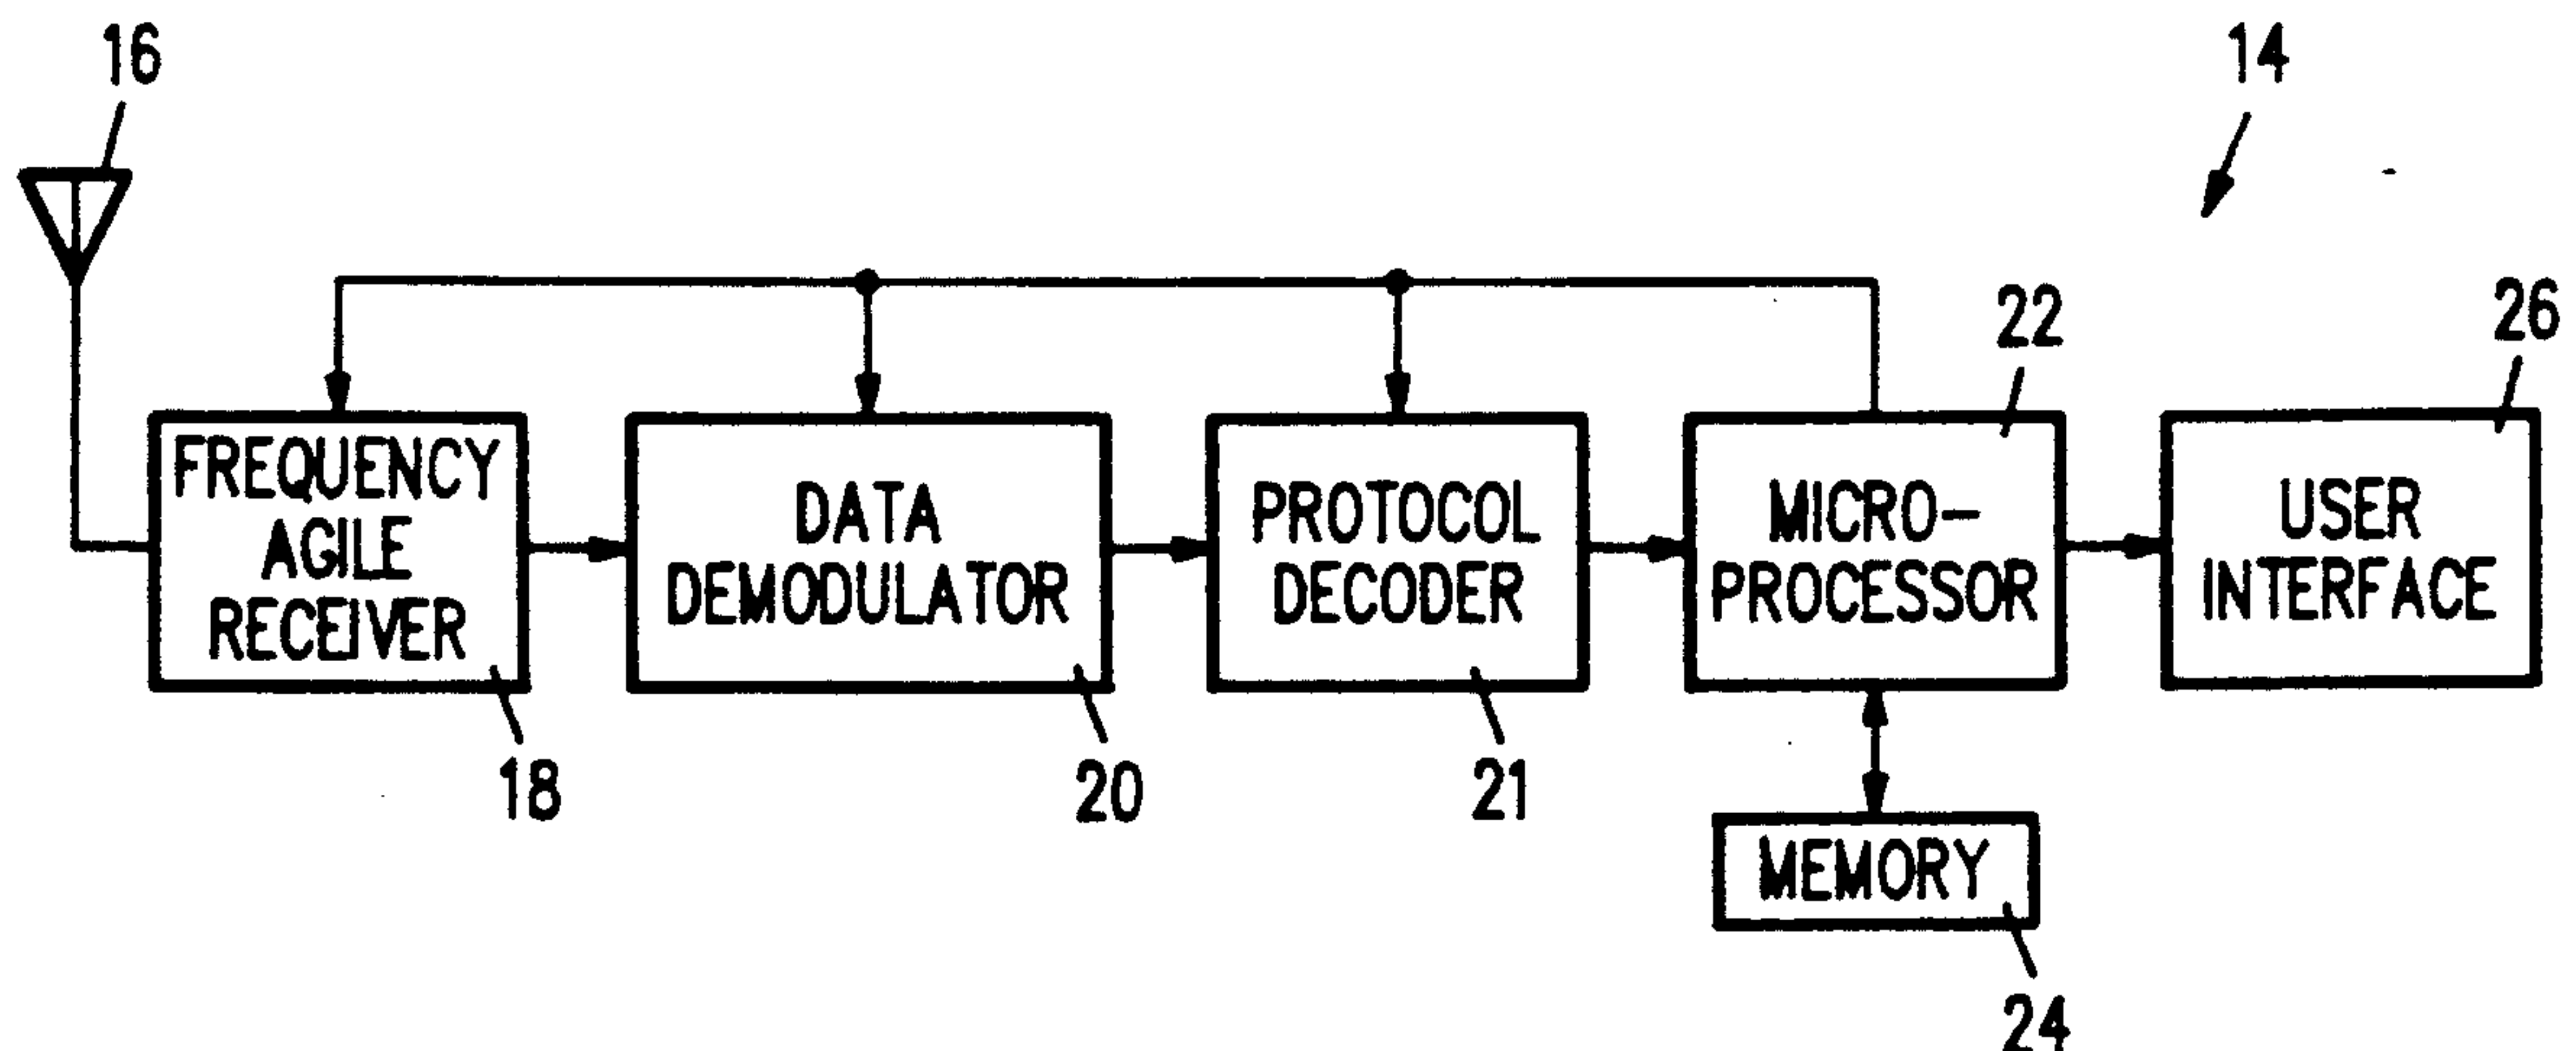 16
14
22
26
FREQUENCY
AGILE
RECEIVER
DATA
DEMODULATOR
PROTOCOL
DECODER
MICRO-
PROCESSOR
USER
INTERFACE
18
20
21
MEMORY
24